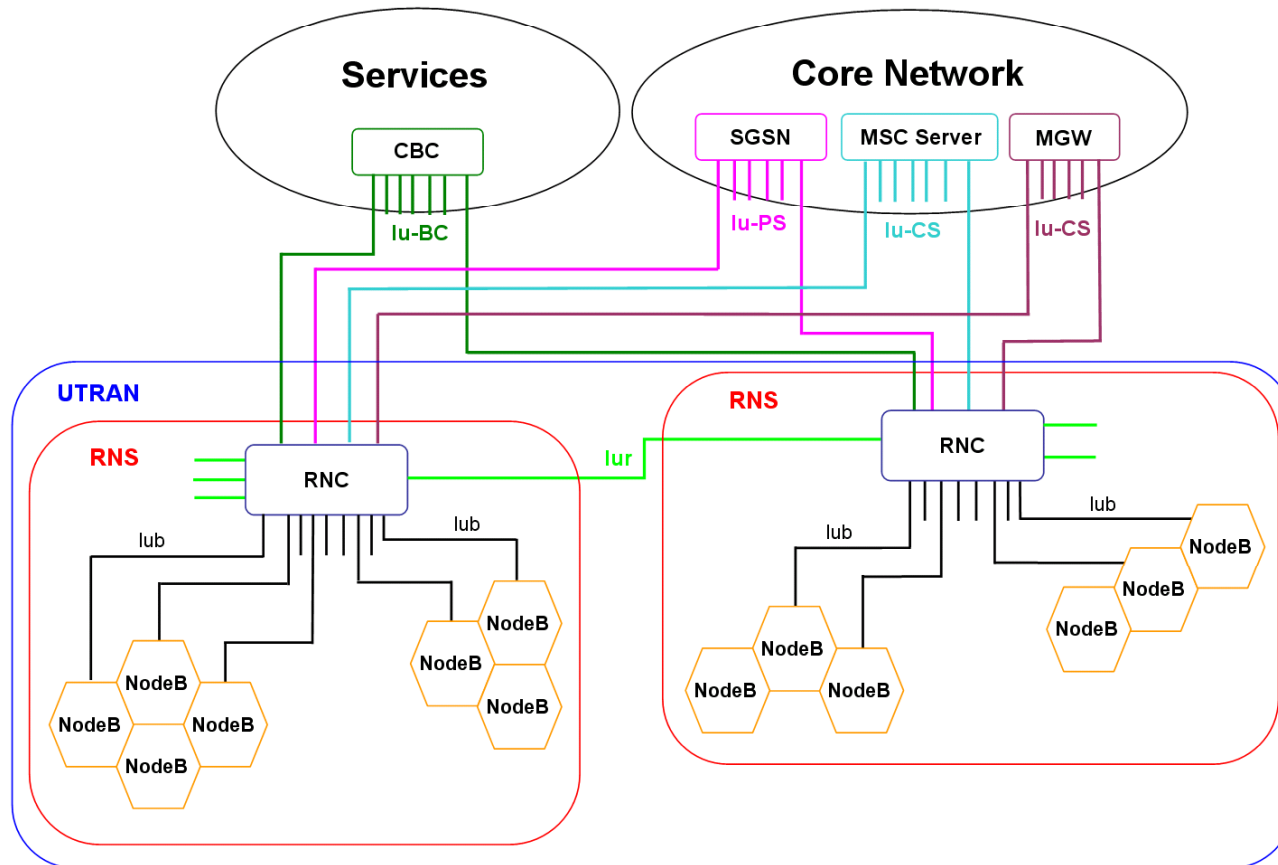 Services
Core Network
CBC
SGSN
MSC Server
MGW
Iu-BC
Iu-PS
Iu-CS
Iu-CS
UTRAN
RNS
RNS
RNC
RNC
Iur
Iub
Iub
Iub
Iub
NodeB
NodeB
NodeB
NodeB
NodeB
NodeB
NodeB
NodeB
NodeB
NodeB
NodeB
NodeB
NodeB